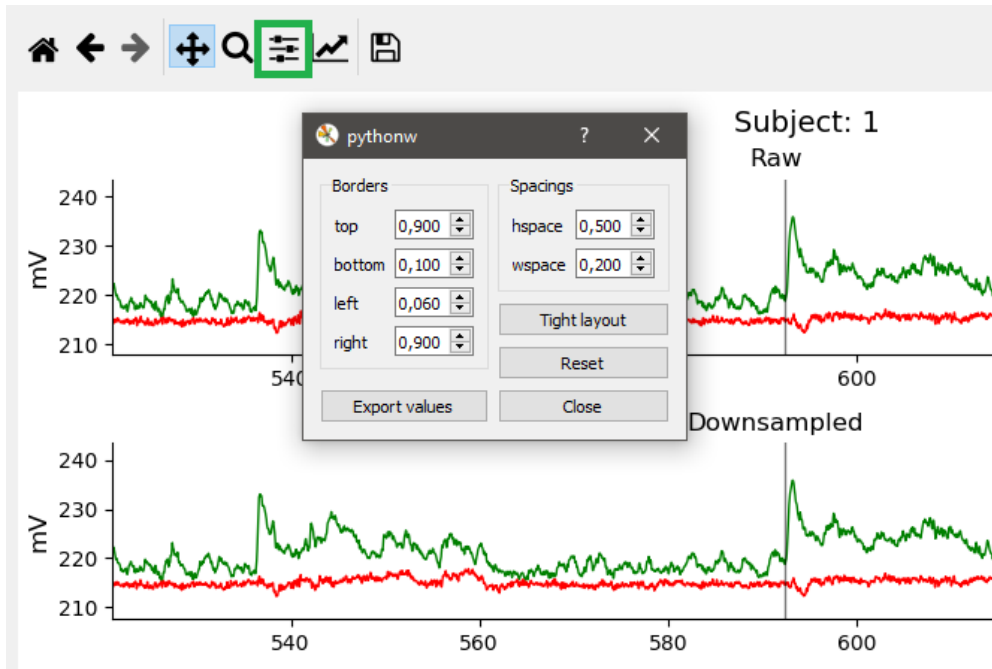 Subject: 1
pythonw ? ×
Raw
Borders
top 0,900
bottom 0,100
left 0,060
right 0,900
Export values
Spacings
hspace 0,500
wspace 0,200
Tight layout
Reset
Close
240
230
220
210
mV
540
600
Downsampled
240
230
220
210
mV
540 560 580 600